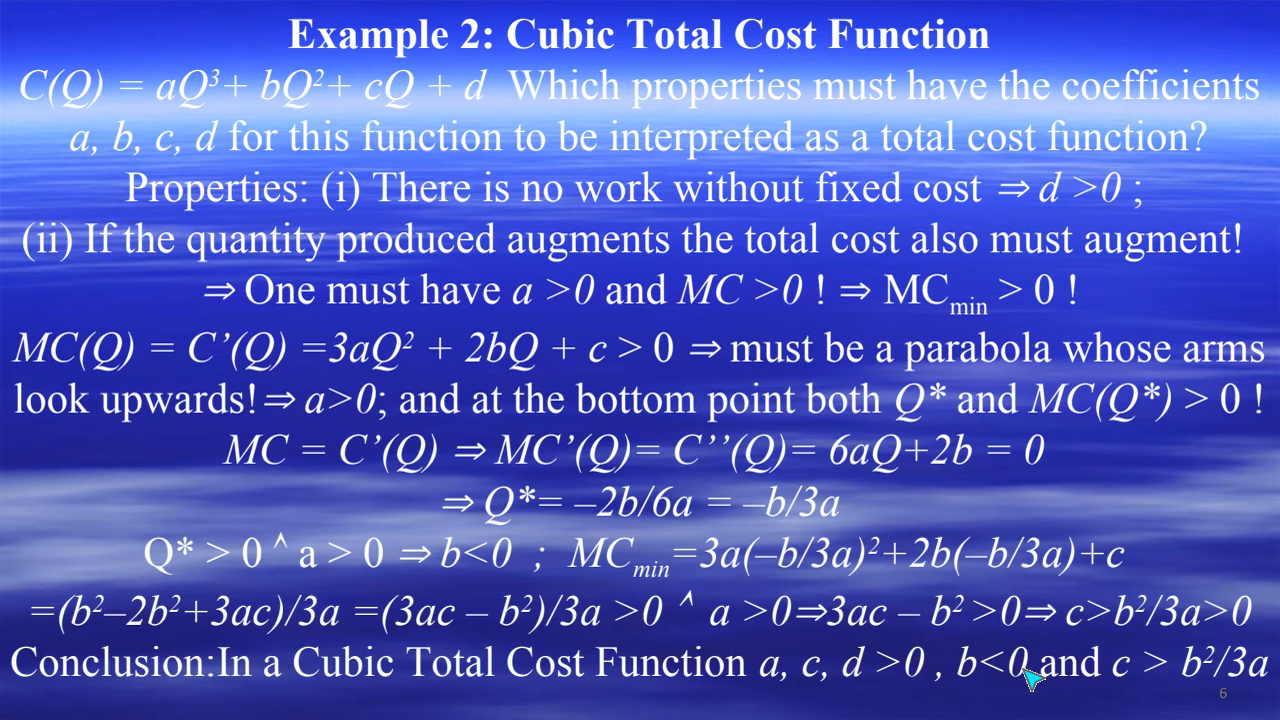 Example 2: Cubic Total Cost Function
C(Q) = aQ³+ bQ²+ cQ + d Which properties must have the coefficients
a, b, c, d for this function to be interpreted as a total cost function?
Properties: (i) There is no work without fixed cost ⇒ d >0 ;
(ii) If the quantity produced augments the total cost also must augment!
⇒ One must have a >0 and MC >0 ! ⇒ MCmin > 0 !
MC(Q) = C’(Q) =3aQ² + 2bQ + c > 0 ⇒ must be a parabola whose arms
look upwards!⇒ a>0; and at the bottom point both Q* and MC(Q*) > 0 !
MC = C’(Q) ⇒ MC’(Q)= C’’(Q)= 6aQ+2b = 0
⇒ Q*= –2b/6a = –b/3a
Q* > 0 ^ a > 0 ⇒ b<0 ; MCmin=3a(–b/3a)²+2b(–b/3a)+c
=(b²–2b²+3ac)/3a =(3ac – b²)/3a >0 ^ a >0⇒3ac – b² >0⇒ c>b²/3a>0
Conclusion:In a Cubic Total Cost Function a, c, d >0 , b<0 and c > b²/3a
6